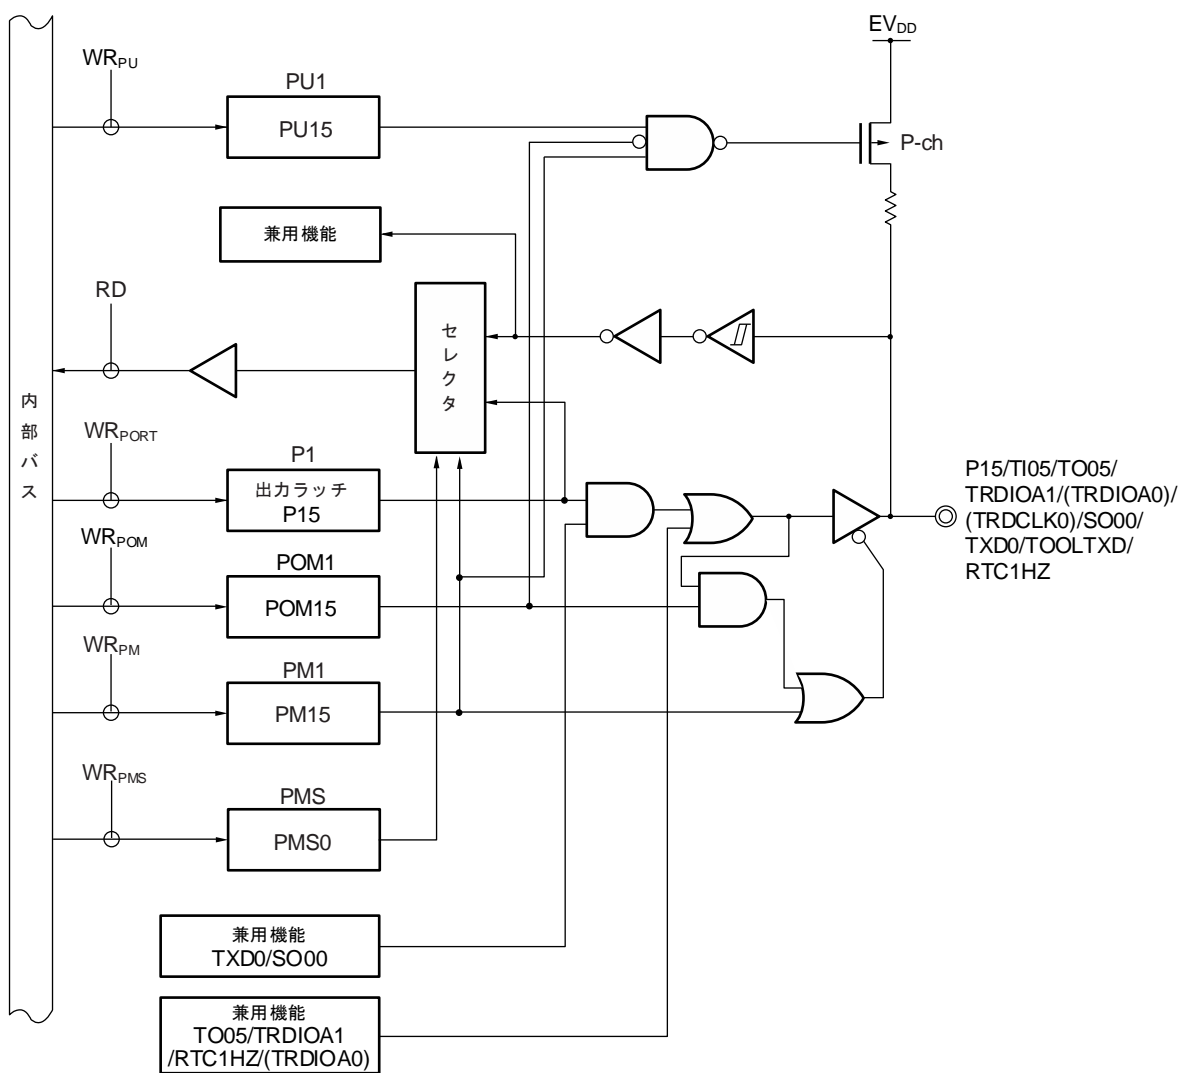 EVDD
WRPU
PU1
PU15
P-ch
兼用機能
RD
セレクタ
内部バス
WRPORT
P1
出力ラッチ
P15
P15/TI05/TO05/
TRDIOA1/(TRDIOA0)/
(TRDCLK0)/SO00/
TXD0/TOOLTXD/
RTC1HZ
WRPOM
POM1
POM15
WRPM
PM1
PM15
WRPMS
PMS
PMS0
兼用機能
TXD0/SO00
兼用機能
TO05/TRDIOA1
/RTC1HZ/(TRDIOA0)